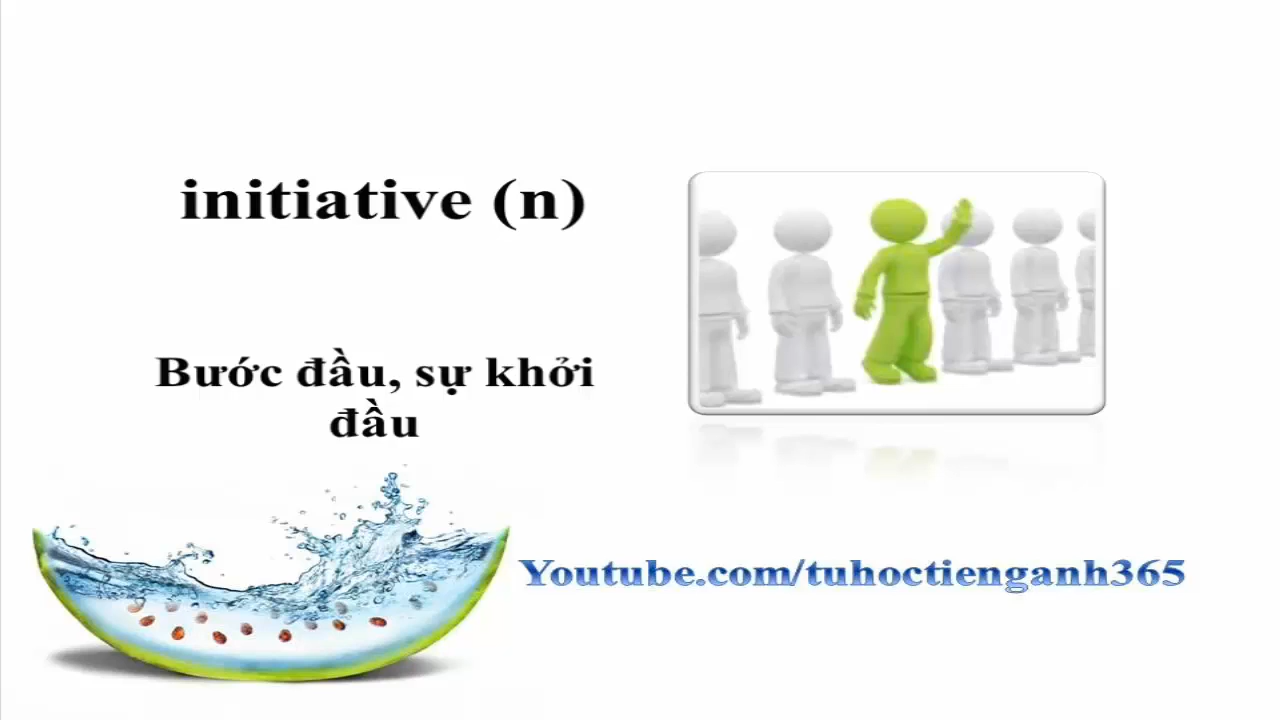 initiative (n)
Bước đầu, sự khởi
đầu
Youtube.com/tuhoctienganh365